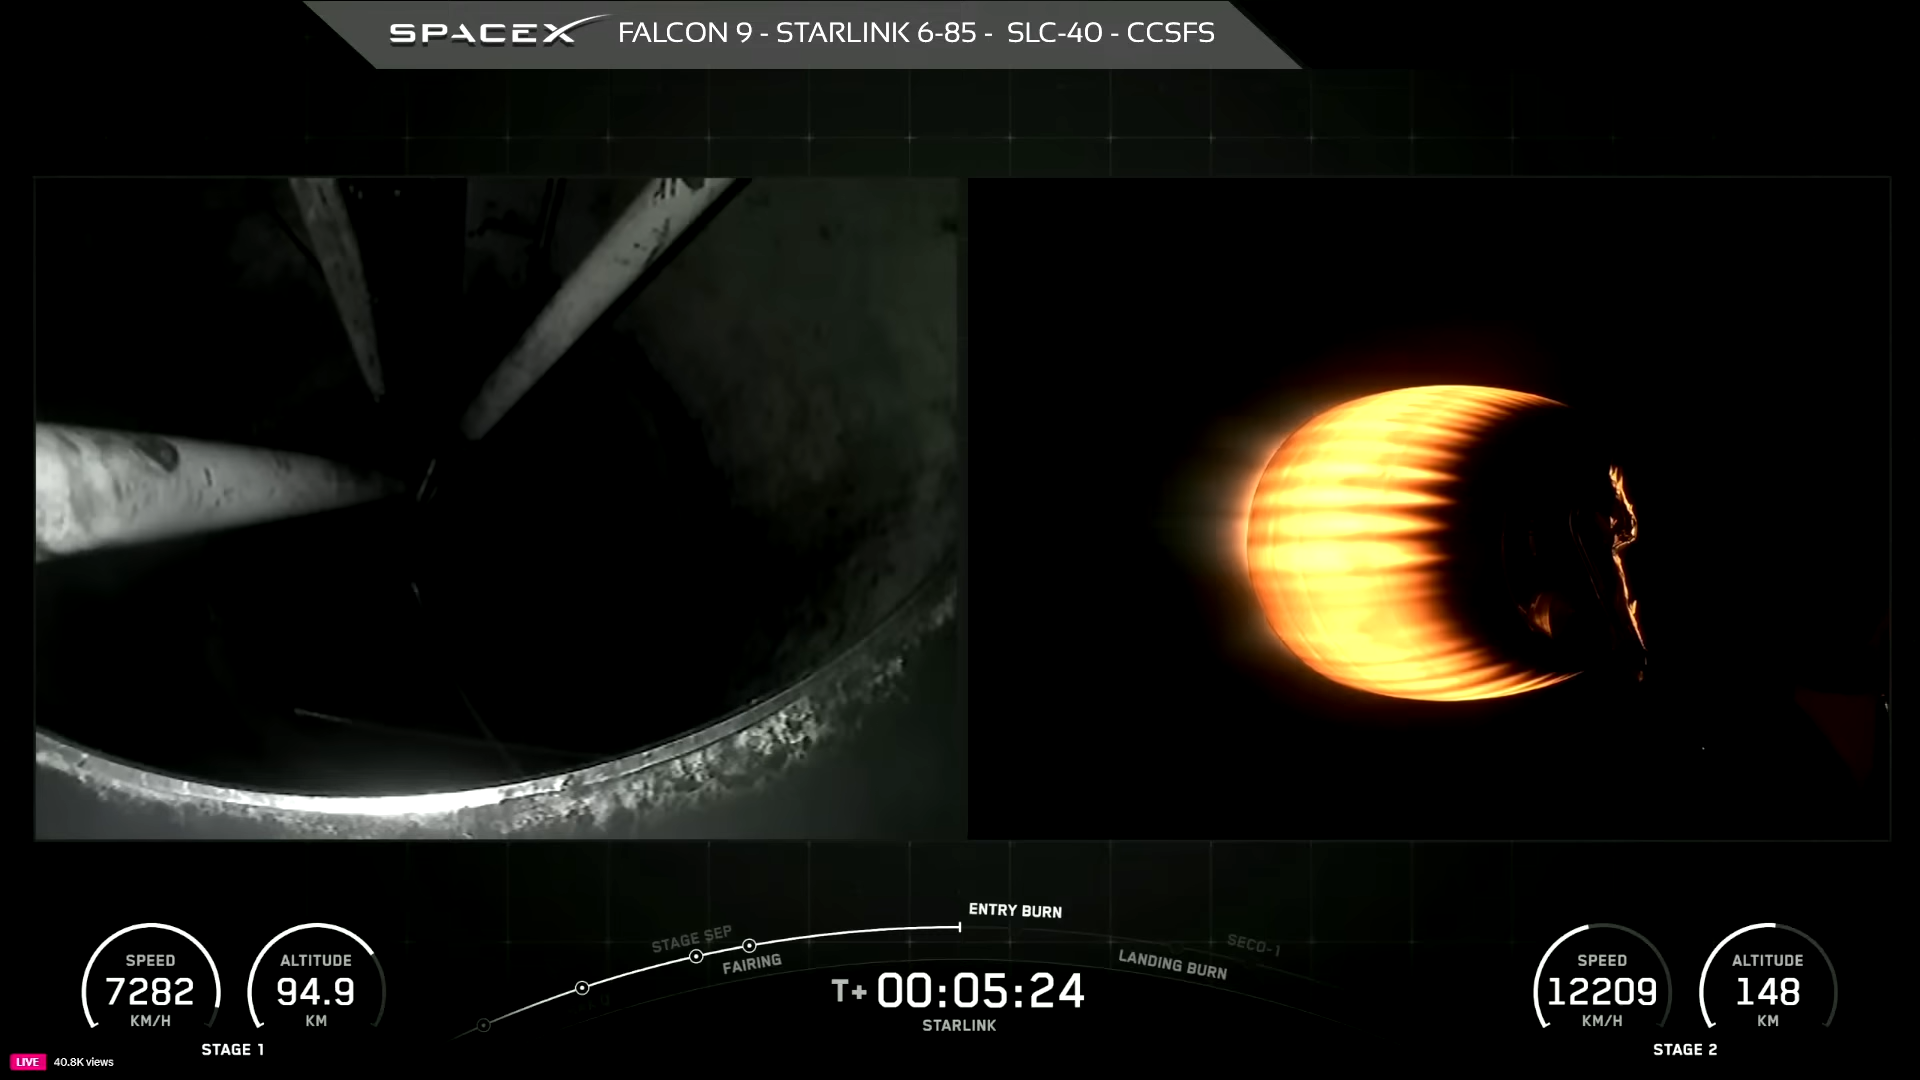 SPACEX FALCON 9 - STARLINK 6-85 - SLC-40 - CCSFS
ENTRY BURN
STAGE SEP
FAIRING
LANDING BURN
SECO-1
SPEED
7282
KM/H
ALTITUDE
94.9
KM
STAGE 1
T+ 00:05:24
STARLINK
SPEED
12209
KM/H
ALTITUDE
148
KM
STAGE 2
LIVE 40.8K views